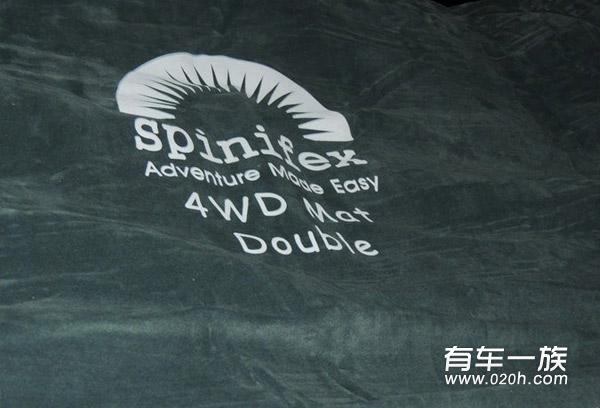 Spinifex
Adventure Made Easy
4WD Mat
Double
有车一族
www.020h.com